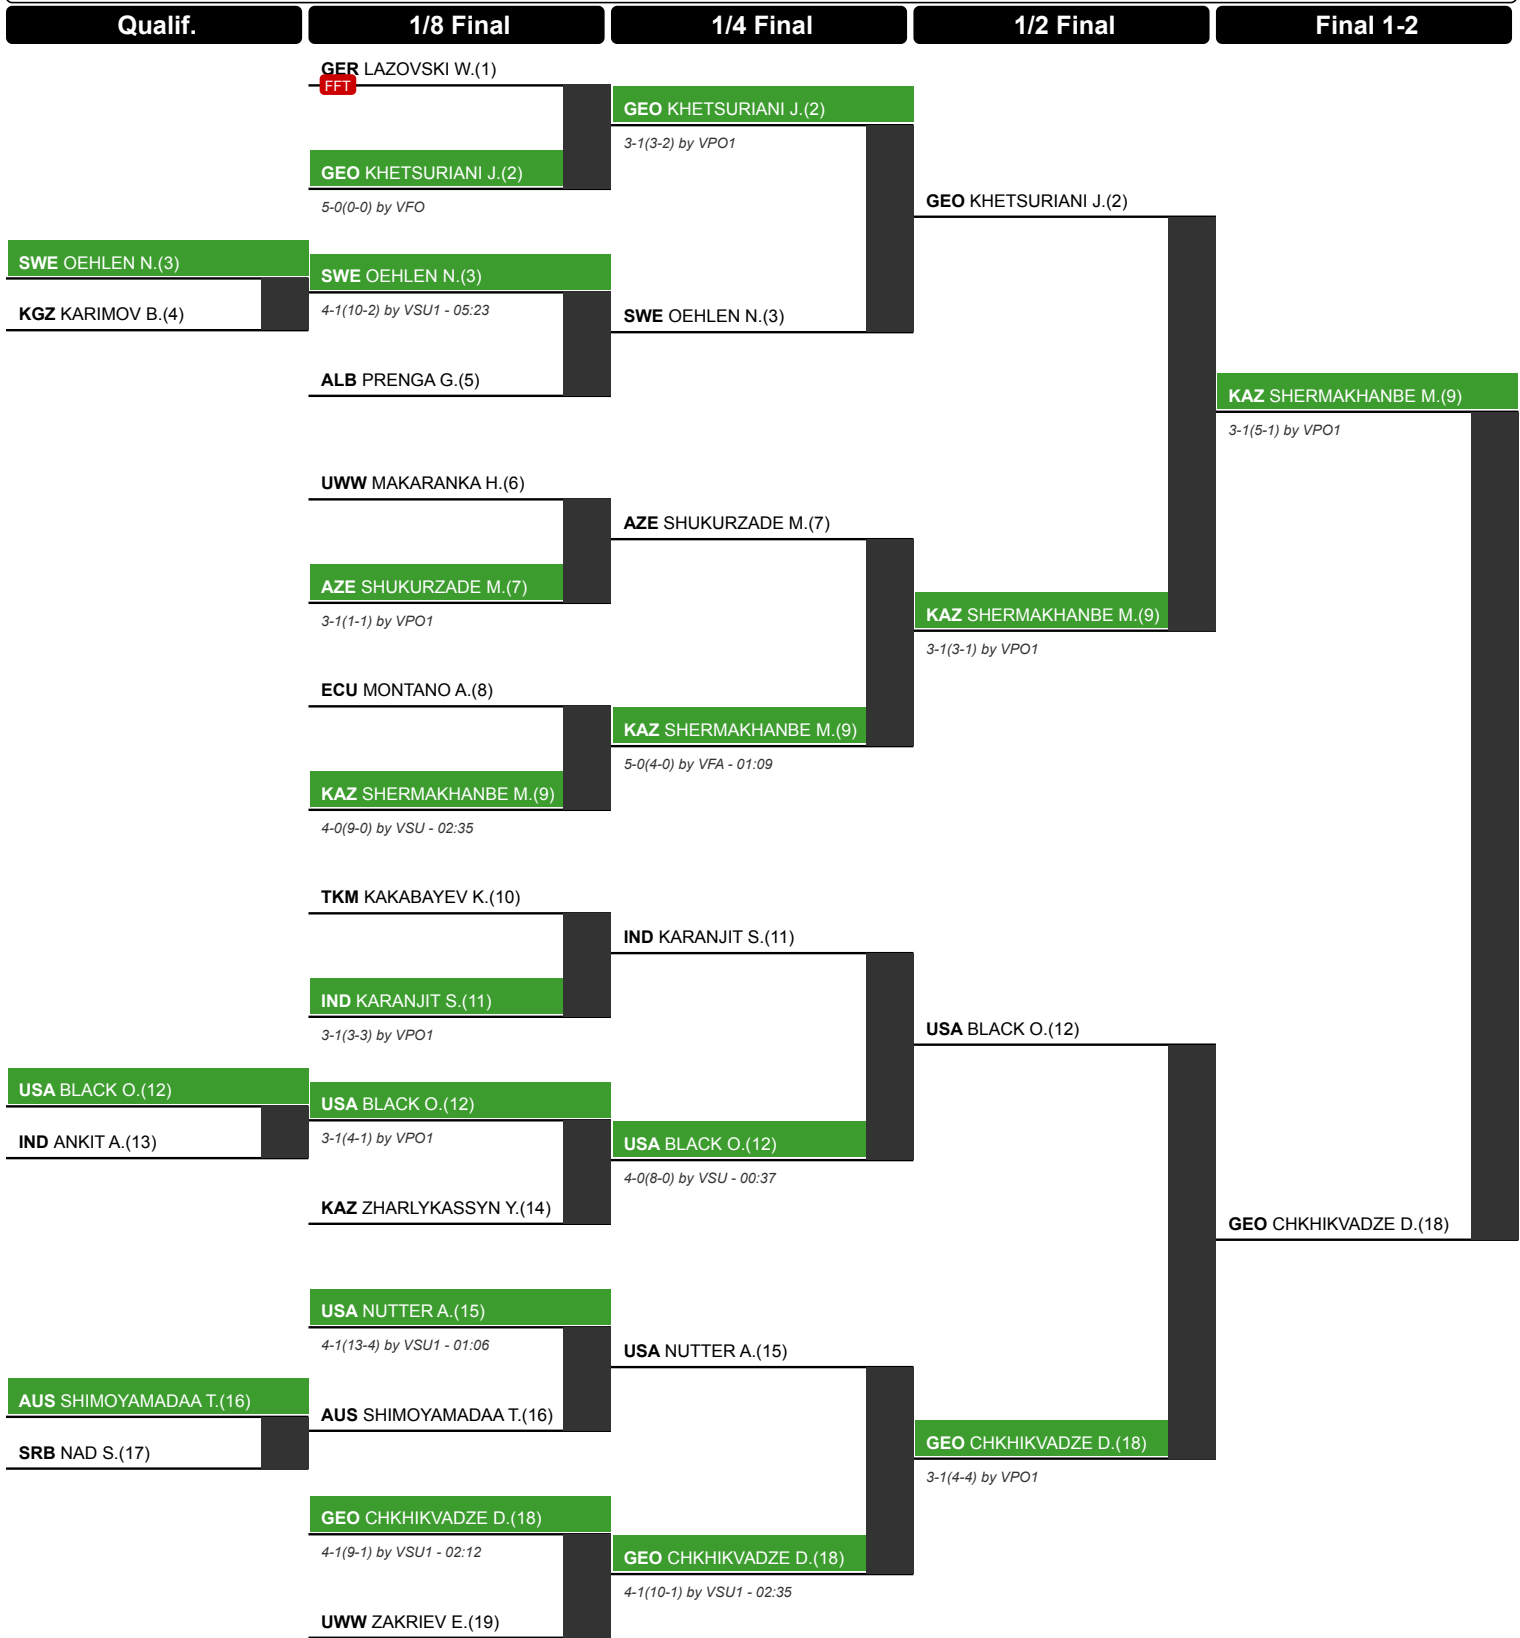 Qualif.
1/8 Final
1/4 Final
1/2 Final
Final 1-2
SWE OEHLEN N.(3)
KGZ KARIMOV B.(4)
USA BLACK O.(12)
IND ANKIT A.(13)
AUS SHIMOYAMADAA T.(16)
SRB NAD S.(17)
GER LAZOVSKI W.(1)
FFT
GEO KHETSURIANI J.(2)
5-0(0-0) by VFO
SWE OEHLEN N.(3)
4-1(10-2) by VSU1 - 05:23
ALB PRENGA G.(5)
UWW MAKARANKA H.(6)
AZE SHUKURZADE M.(7)
3-1(1-1) by VPO1
ECU MONTANO A.(8)
KAZ SHERMAKHANBE M.(9)
4-0(9-0) by VSU - 02:35
TKM KAKABAYEV K.(10)
IND KARANJIT S.(11)
3-1(3-3) by VPO1
USA BLACK O.(12)
3-1(4-1) by VPO1
KAZ ZHARLYKASSYN Y.(14)
USA NUTTER A.(15)
4-1(13-4) by VSU1 - 01:06
AUS SHIMOYAMADAA T.(16)
GEO CHKHIKVADZE D.(18)
4-1(9-1) by VSU1 - 02:12
UWW ZAKRIEV E.(19)
GEO KHETSURIANI J.(2)
3-1(3-2) by VPO1
SWE OEHLEN N.(3)
AZE SHUKURZADE M.(7)
KAZ SHERMAKHANBE M.(9)
5-0(4-0) by VFA - 01:09
IND KARANJIT S.(11)
USA BLACK O.(12)
4-0(8-0) by VSU - 00:37
USA NUTTER A.(15)
GEO CHKHIKVADZE D.(18)
4-1(10-1) by VSU1 - 02:35
GEO KHETSURIANI J.(2)
KAZ SHERMAKHANBE M.(9)
3-1(3-1) by VPO1
USA BLACK O.(12)
GEO CHKHIKVADZE D.(18)
3-1(4-4) by VPO1
KAZ SHERMAKHANBE M.(9)
3-1(5-1) by VPO1
GEO CHKHIKVADZE D.(18)